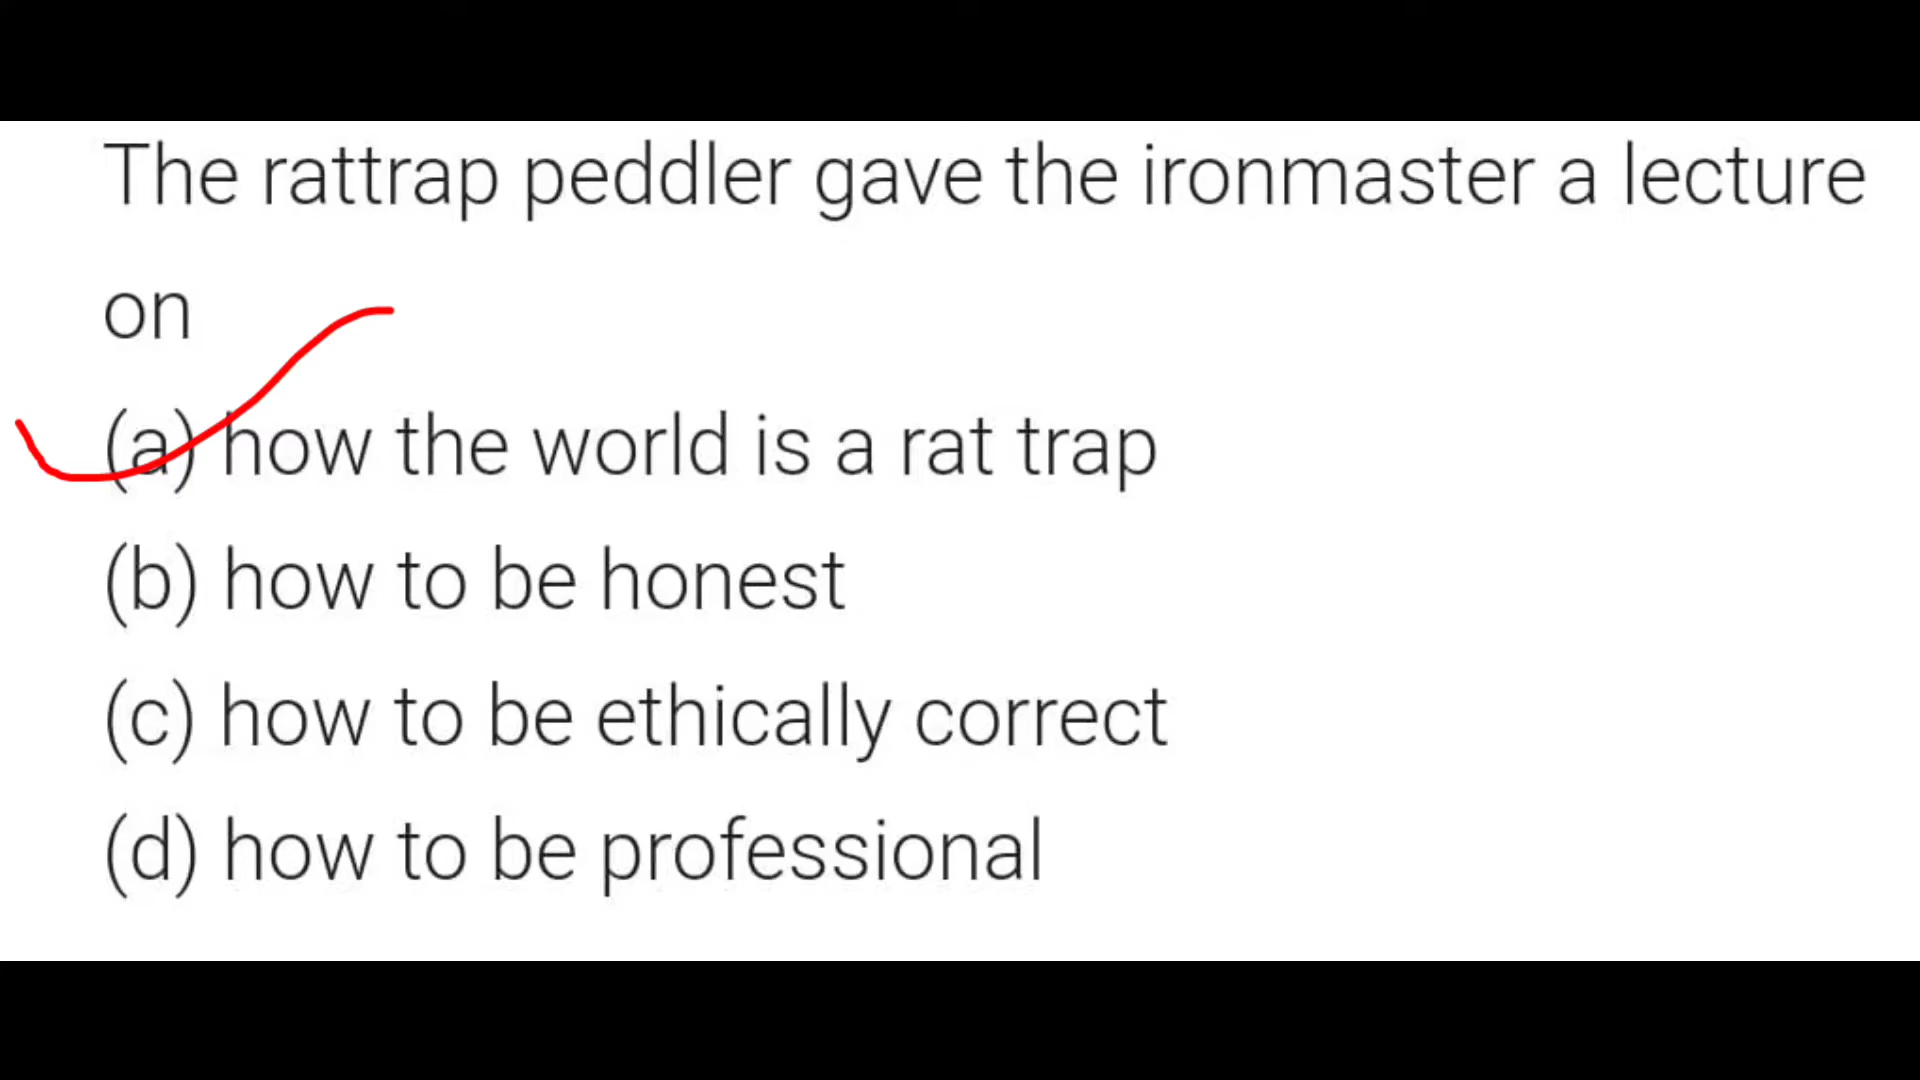 The rattrap peddler gave the ironmaster a lecture
on
(a) how the world is a rat trap
(b) how to be honest
(c) how to be ethically correct
(d) how to be professional